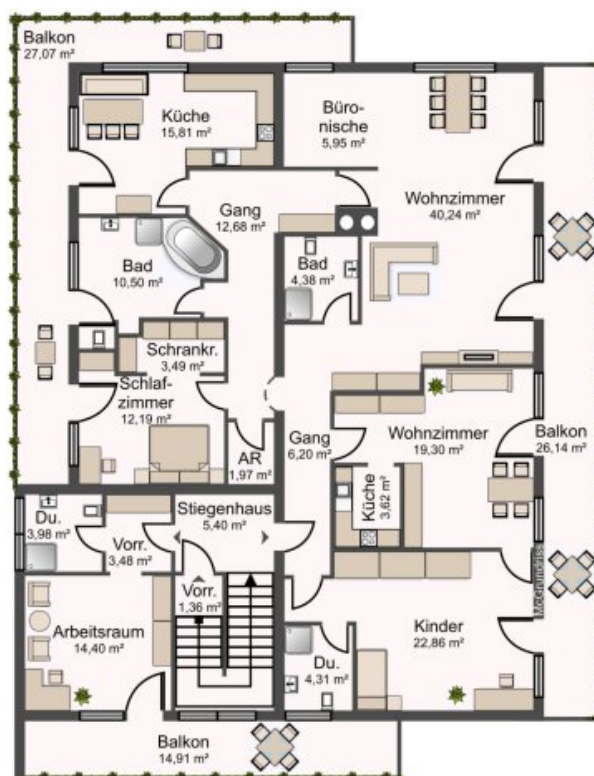 Balkon
27,07 m²
Küche
15,81 m²
Büro-
nische
5,95 m²
Wohnzimmer
40,24 m²
Gang
12,68 m²
Bad
10,50 m²
Bad
4,38 m²
Schrankr.
3,49 m²
Schlaf-
zimmer
12,19 m²
AR
1,97 m²
Gang
6,20 m²
Wohnzimmer
19,30 m²
Balkon
26,14 m²
Küche
3,62 m²
Du.
3,98 m²
Vorr.
3,48 m²
Stiegenhaus
5,40 m²
Vorr.
1,36 m²
McGrundriss
Arbeitsraum
14,40 m²
Kinder
22,86 m²
Du.
4,31 m²
Balkon
14,91 m²